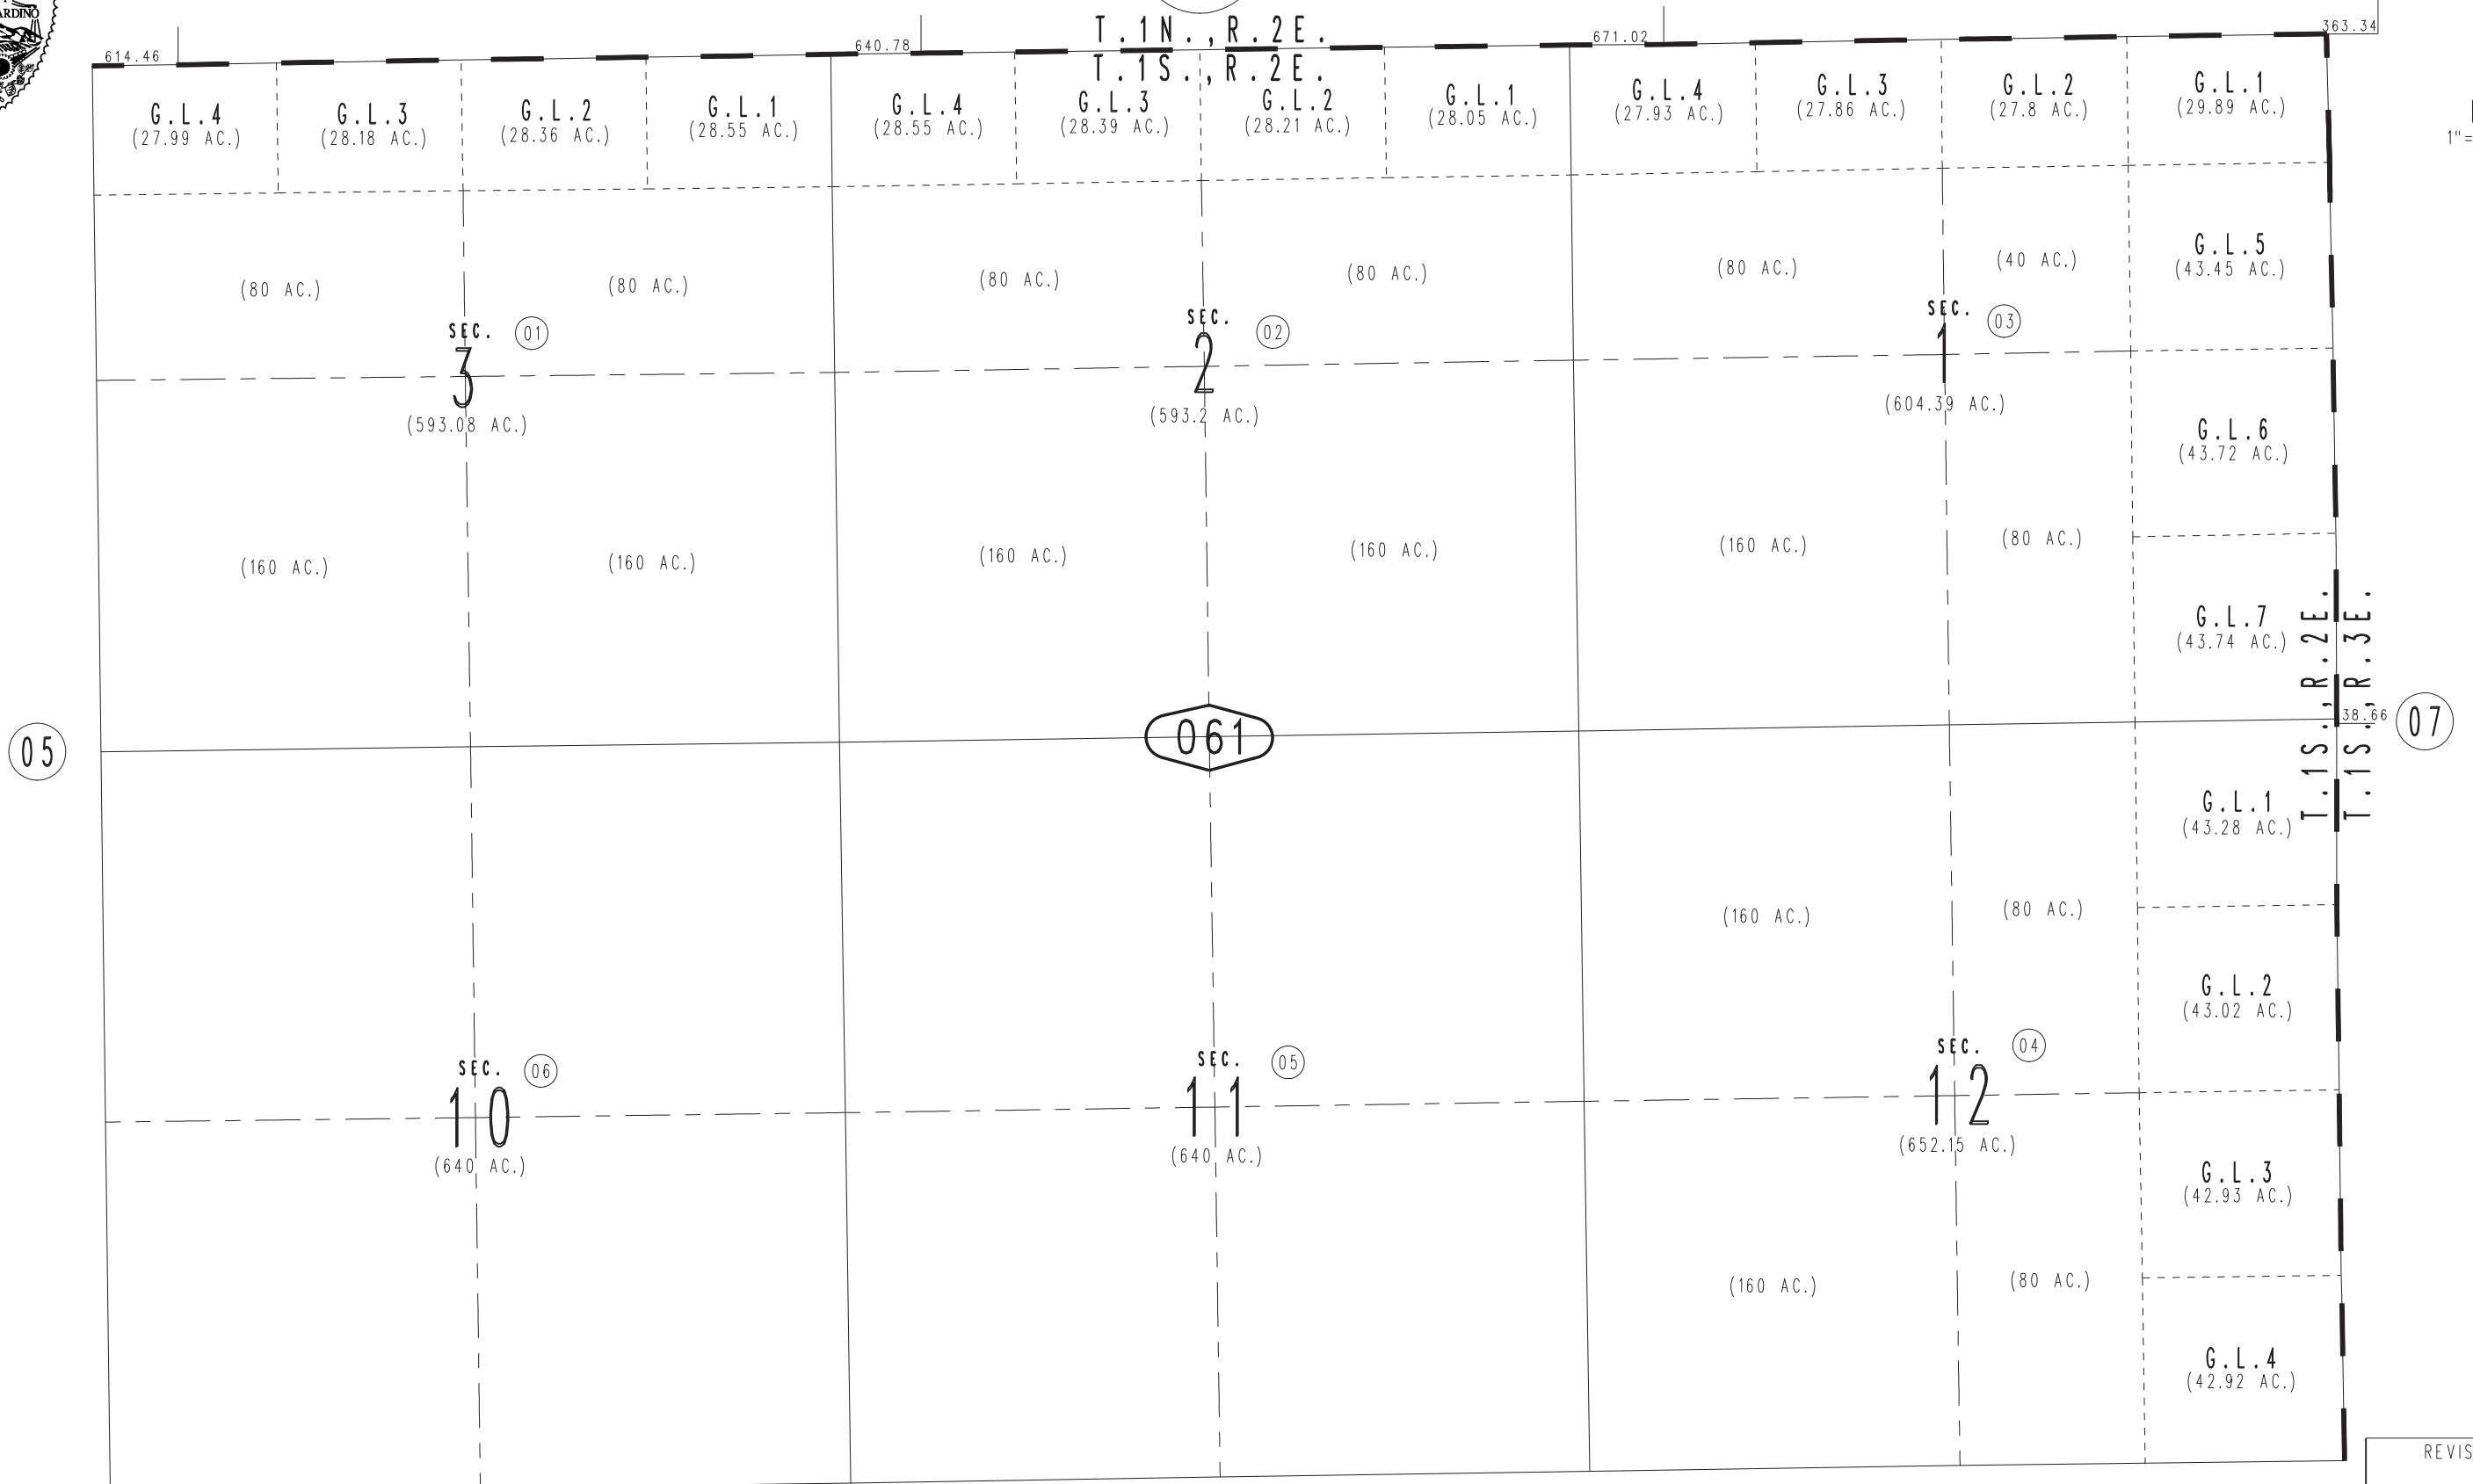 ARDINO
T.1N.,R.2E.
614.46
640.78
671.02
363.34
T.1S.,R.2E.
G.L.4
(27.99 AC.)
G.L.3
(28.18 AC.)
G.L.2
(28.36 AC.)
G.L.1
(28.55 AC.)
G.L.4
(28.55 AC.)
G.L.3
(28.39 AC.)
G.L.2
(28.21 AC.)
G.L.1
(28.05 AC.)
G.L.4
(27.93 AC.)
G.L.3
(27.86 AC.)
G.L.2
(27.8 AC.)
G.L.1
(29.89 AC.)
1"=
(80 AC.)
(80 AC.)
(80 AC.)
(80 AC.)
(80 AC.)
(40 AC.)
G.L.5
(43.45 AC.)
SEC.
01
3
(593.08 AC.)
SEC.
02
2
(593.2 AC.)
SEC.
03
1
(604.39 AC.)
G.L.6
(43.72 AC.)
(160 AC.)
(160 AC.)
(160 AC.)
(160 AC.)
(160 AC.)
(80 AC.)
G.L.7
(43.74 AC.)
T.1S.,R.2E.
T.1S.,R.3E.
05
061
38.66
07
G.L.1
(43.28 AC.)
(160 AC.)
(80 AC.)
G.L.2
(43.02 AC.)
SEC.
06
10
(640 AC.)
SEC.
05
11
(640 AC.)
SEC.
04
12
(652.15 AC.)
G.L.3
(42.93 AC.)
(160 AC.)
(80 AC.)
G.L.4
(42.92 AC.)
REVIS